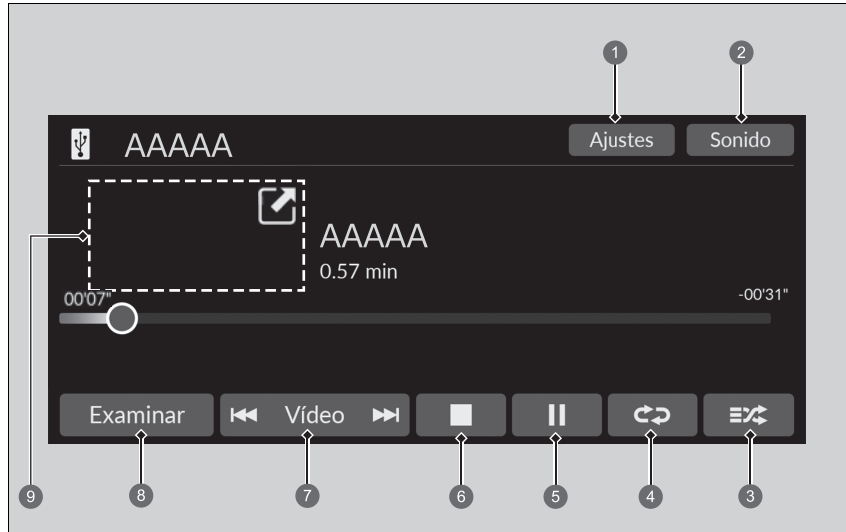 1 2
AAAAA Ajustes Sonido
AAAAA
9
0.57 min
00'07" -00'31"
Examinar Vídeo
9 8 7 6 5 4 3